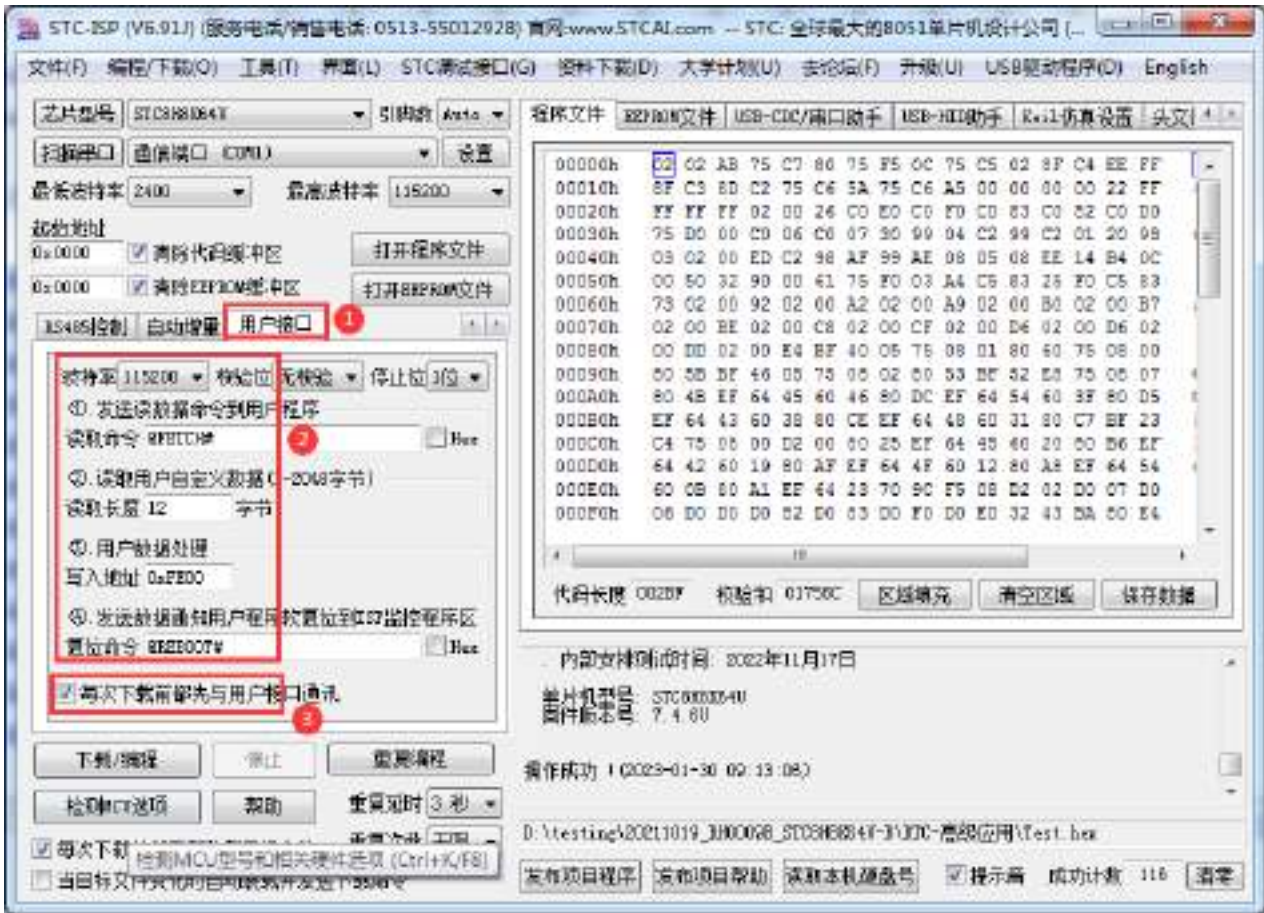 STC-ISP (V6.91J) (服务电话/销售电话: 0513-55012928) 官网:www.STCAI.com -- STC: 全球最大的8051单片机设计公司 (...
文件(F) 编程/下载(O) 工具(T) 界面(L) STC调试接口(G) 资料下载(D) 大学计划(U) 去论坛(F) 升级(U) USB驱动程序(O) English
芯片型号 STC8H8K64U 引脚数 Auto
扫描串口 通信端口 (COM1) 设置
最低波特率 2400 最高波特率 115200
起始地址
0x0000 清除代码缓冲区 打开程序文件
0x0000 清除EEPROM缓冲区 打开EEPROM文件
RS485控制 自动增量 用户接口 1
波特率 115200 校验位 无校验 停止位 1位
①. 发送读数据命令到用户程序
读取命令 Hex
2
②. 读取用户自定义数据(-2048字节)
读取长度 12 字节
③. 用户数据处理
写入地址 0xFE00
④. 发送数据通知用户程序软复位到ISP监控程序区
复位命令 @REBOOT# Hex
每次下载前都先与用户接口通讯
3
下载/编程 停止 重复编程
检测MCU选项 帮助 重复延时 3 秒
每次下载
检测MCU型号和相关硬件选项 (Ctrl+K/F8)
程序文件 EEPROM文件 USB-CDC/串口助手 USB-HID助手 Keil仿真设置 头文
00000h 02 02 AB 75 C7 80 75 F5 0C 75 C5 02 8F C4 EE FF
00010h 8F C3 8D C2 75 C6 5A 75 C6 A5 00 00 00 00 22 FF
00020h FF FF FF 02 00 26 C0 E0 C0 F0 C0 83 C0 82 C0 D0
00030h 75 D0 00 C0 06 C0 07 30 99 04 C2 99 C2 01 20 98
00040h 03 02 00 ED C2 98 AF 99 AE 08 05 08 EE 14 B4 0C
00050h 00 50 32 90 00 61 75 F0 03 A4 C5 83 25 F0 C5 83
00060h 73 02 00 92 02 00 A2 02 00 A9 02 00 B0 02 00 B7
00070h 02 00 BE 02 00 C8 02 00 CF 02 00 D6 02 00 D6 02
00080h 00 DD 02 00 E4 BF 40 05 75 08 01 80 60 75 08 00
00090h 80 5B BF 46 05 75 08 02 80 53 BF 52 E8 75 08 07
000A0h 80 4B EF 64 45 60 46 80 DC EF 64 54 60 3F 80 D5
000B0h EF 64 43 60 38 80 CE EF 64 48 60 31 80 C7 BF 23
000C0h C4 75 08 00 D2 00 80 25 EF 64 45 60 20 80 B6 EF
000D0h 64 42 60 19 80 AF EF 64 4F 60 12 80 A8 EF 64 54
000E0h 60 0B 80 A1 EF 64 23 70 9C F5 08 D2 02 D0 07 D0
000F0h 06 D0 D0 D0 82 D0 83 D0 F0 D0 E0 32 43 BA 80 E4
代码长度 002BF 校验和 01756C 区域填充 清空区域 保存数据
. 内部安排测试时间: 2022年11月17日
单片机型号: STC8H8K64U
固件版本号: 7.4.6U
操作成功 !(2023-01-30 09:13:08)
发布项目程序 发布项目帮助 读取本机硬盘号 提示音 成功计数 116 清零